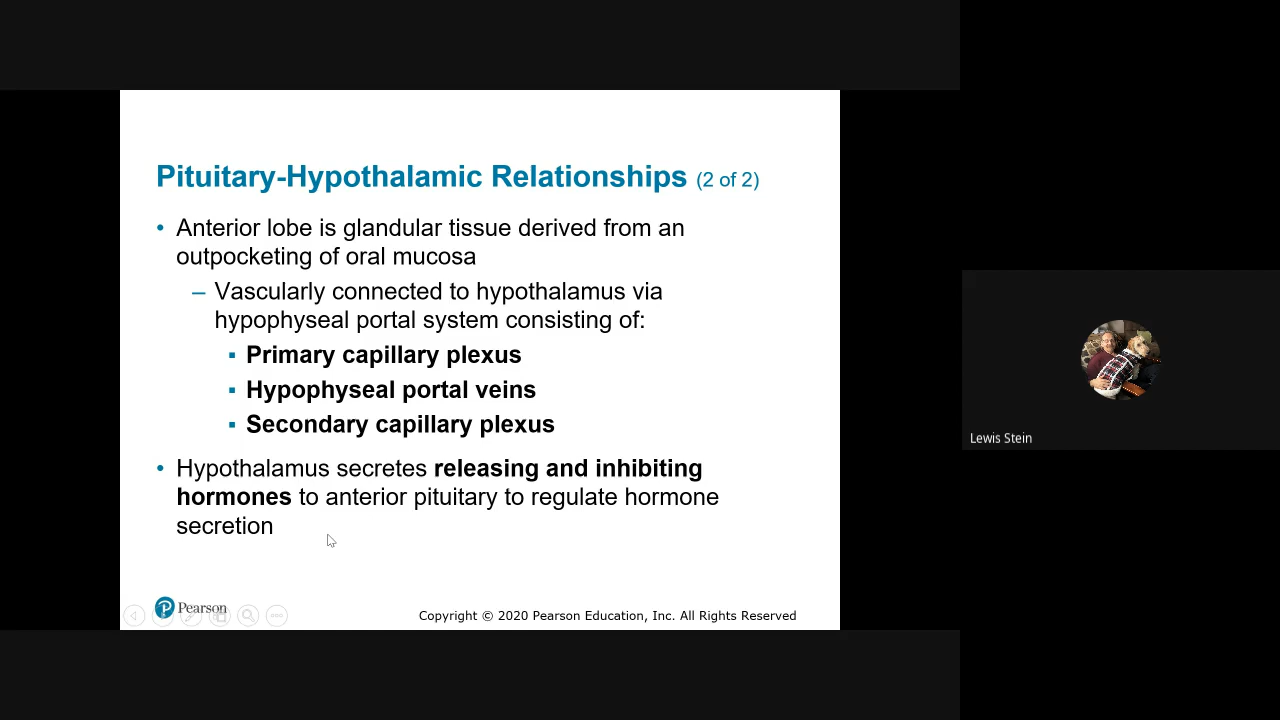 Pituitary-Hypothalamic Relationships (2 of 2)
• Anterior lobe is glandular tissue derived from an
outpocketing of oral mucosa
– Vascularly connected to hypothalamus via
hypophyseal portal system consisting of:
▪ Primary capillary plexus
▪ Hypophyseal portal veins
▪ Secondary capillary plexus
• Hypothalamus secretes releasing and inhibiting
hormones to anterior pituitary to regulate hormone
secretion
Pearson
Copyright © 2020 Pearson Education, Inc. All Rights Reserved
Lewis Stein